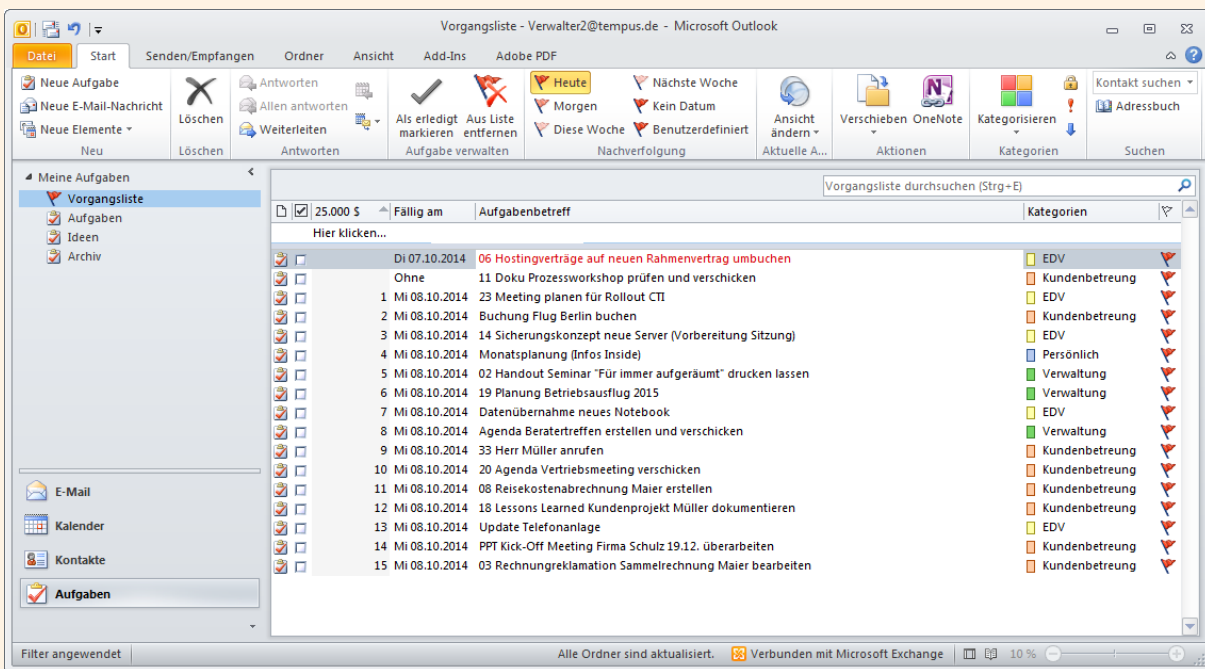 Vorgangsliste - Verwalter2@tempus.de - Microsoft Outlook
Datei Start Senden/Empfangen Ordner Ansicht Add-Ins Adobe PDF
Neue Aufgabe
Neue E-Mail-Nachricht
Neue Elemente
Neu
Löschen
Löschen
Antworten
Allen antworten
Weiterleiten
Antworten
Als erledigt markieren
Aus Liste entfernen
Aufgabe verwalten
Heute
Morgen
Diese Woche
Nächste Woche
Kein Datum
Benutzerdefiniert
Nachverfolgung
Ansicht ändern
Aktuelle A...
Verschieben OneNote
Aktionen
Kategorisieren
Kategorien
Kontakt suchen
Adressbuch
Suchen
Meine Aufgaben
Vorgangsliste
Aufgaben
Ideen
Archiv
E-Mail
Kalender
Kontakte
Aufgaben
Vorgangsliste durchsuchen (Strg+E)
25.000 $ Fällig am Aufgabenbetreff Kategorien
Hier klicken...
Di 07.10.2014 06 Hostingverträge auf neuen Rahmenvertrag umbuchen EDV
Ohne 11 Doku Prozessworkshop prüfen und verschicken Kundenbetreung
1 Mi 08.10.2014 23 Meeting planen für Rollout CTI EDV
2 Mi 08.10.2014 Buchung Flug Berlin buchen Kundenbetreung
3 Mi 08.10.2014 14 Sicherungskonzept neue Server (Vorbereitung Sitzung) EDV
4 Mi 08.10.2014 Monatsplanung (Infos Inside) Persönlich
5 Mi 08.10.2014 02 Handout Seminar "Für immer aufgeräumt" drucken lassen Verwaltung
6 Mi 08.10.2014 19 Planung Betriebsausflug 2015 Verwaltung
7 Mi 08.10.2014 Datenübernahme neues Notebook EDV
8 Mi 08.10.2014 Agenda Beratertreffen erstellen und verschicken Verwaltung
9 Mi 08.10.2014 33 Herr Müller anrufen Kundenbetreung
10 Mi 08.10.2014 20 Agenda Vertriebsmeeting verschicken Kundenbetreung
11 Mi 08.10.2014 08 Reisekostenabrechnung Maier erstellen Kundenbetreung
12 Mi 08.10.2014 18 Lessons Learned Kundenprojekt Müller dokumentieren Kundenbetreung
13 Mi 08.10.2014 Update Telefonanlage EDV
14 Mi 08.10.2014 PPT Kick-Off Meeting Firma Schulz 19.12. überarbeiten Kundenbetreung
15 Mi 08.10.2014 03 Rechnungreklamation Sammelrechnung Maier bearbeiten Kundenbetreung
Filter angewendet Alle Ordner sind aktualisiert. Verbunden mit Microsoft Exchange 10 %